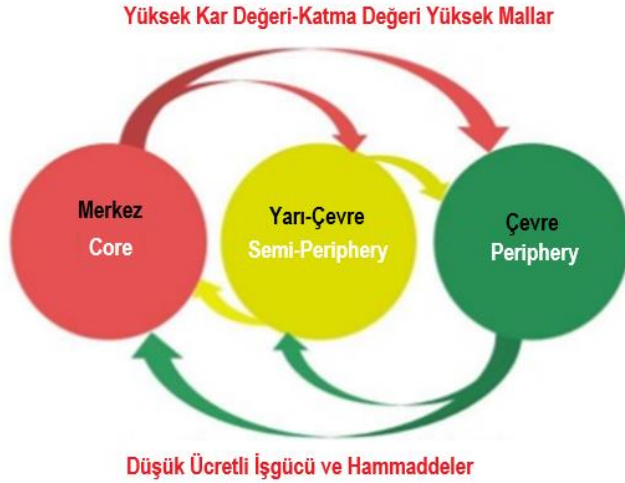 Yüksek Kar Değeri-Katma Değeri Yüksek Mallar
Merkez
Core
Yarı-Çevre
Semi-Periphery
Çevre
Periphery
Düşük Ücretli İşgücü ve Hammaddeler